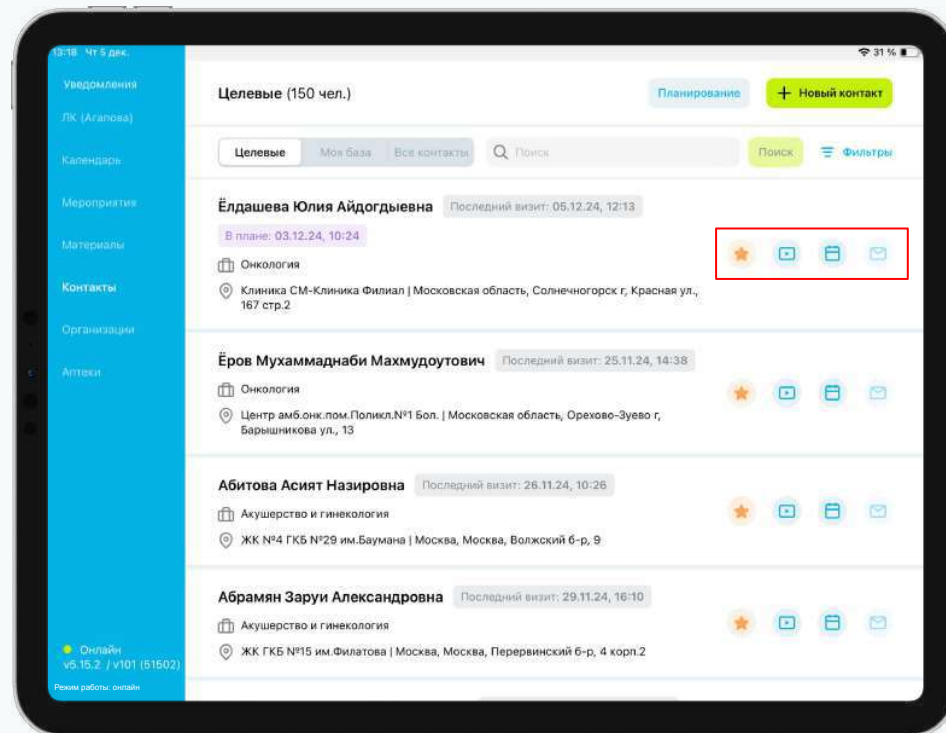 13:18 Чт 5 дек.
31 %
Уведомления
ЛК (Агапова)
Календарь
Мероприятия
Материалы
Контакты
Организации
Аптеки
Онлайн
v5.15.2 / v101 (51502)
Режим работы: онлайн
Целевые (150 чел.)
Планирование
+ Новый контакт
Целевые
Моя база
Все контакты
Поиск
Поиск
Фильтры
Ёлдашева Юлия Айдогдыевна
Последний визит: 05.12.24, 12:13
В плане: 03.12.24, 10:24
Онкология
Клиника СМ-Клиника Филиал | Московская область, Солнечногорск г, Красная ул.,
167 стр.2
Ёров Мухаммаднаби Махмудоутович
Последний визит: 25.11.24, 14:38
Онкология
Центр амб.онк.пом.Поликл.№1 Бол. | Московская область, Орехово-Зуево г,
Барышникова ул., 13
Абитова Асият Назировна
Последний визит: 26.11.24, 10:26
Акушерство и гинекология
ЖК №4 ГКБ №29 им.Баумана | Москва, Москва, Волжский б-р, 9
Абрамян Заруи Александровна
Последний визит: 29.11.24, 16:10
Акушерство и гинекология
ЖК ГКБ №15 им.Филатова | Москва, Москва, Перервинский б-р, 4 корп.2